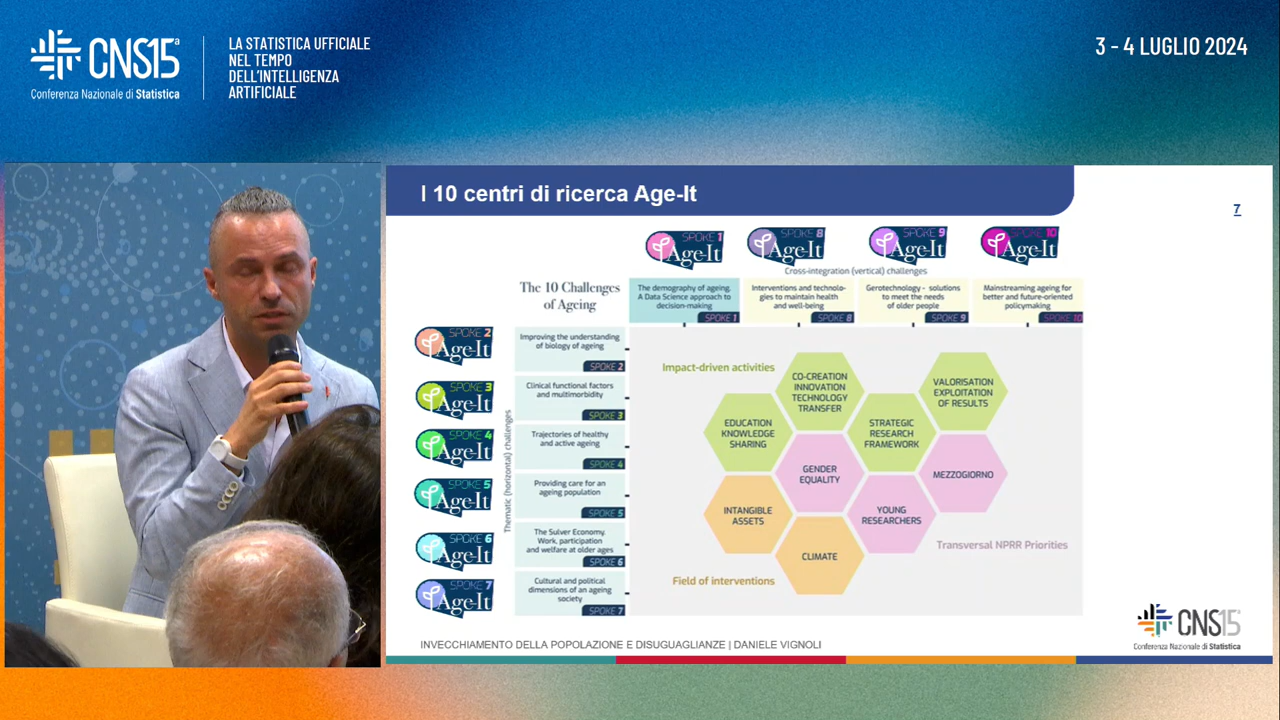 CNS15ª
Conferenza Nazionale di Statistica
LA STATISTICA UFFICIALE
NEL TEMPO
DELL'INTELLIGENZA
ARTIFICIALE
3 - 4 LUGLIO 2024
I 10 centri di ricerca Age-It
7
SPOKE 1
Age-It
SPOKE 8
Age-It
SPOKE 9
Age-It
SPOKE 10
Age-It
Cross-integration (vertical) challenges
The 10 Challenges
of Ageing
The demography of ageing.
A Data Science approach to
decision-making
SPOKE 1
Interventions and technolo-
gies to maintain health
and well-being
SPOKE 8
Gerotechnology - solutions
to meet the needs
of older people
SPOKE 9
Mainstreaming ageing for
better and future-oriented
policymaking
SPOKE 10
SPOKE 2
Age-It
SPOKE 3
Age-It
SPOKE 4
Age-It
SPOKE 5
Age-It
SPOKE 6
Age-It
SPOKE 7
Age-It
Thematic (horizontal) challenges
Improving the understanding
of biology of ageing
SPOKE 2
Clinical functional factors
and multimorbidity
SPOKE 3
Trajectories of healthy
and active ageing
SPOKE 4
Providing care for an
ageing population
SPOKE 5
The Sulver Economy.
Work, participation
and welfare at older ages
SPOKE 6
Cultural and political
dimensions of an ageing
society
SPOKE 7
Impact-driven activities
CO-CREATION
INNOVATION
TECHNOLOGY
TRANSFER
VALORISATION
EXPLOITATION
OF RESULTS
EDUCATION
KNOWLEDGE
SHARING
STRATEGIC
RESEARCH
FRAMEWORK
GENDER
EQUALITY
MEZZOGIORNO
INTANGIBLE
ASSETS
YOUNG
RESEARCHERS
CLIMATE
Transversal NPRR Priorities
Field of interventions
INVECCHIAMENTO DELLA POPOLAZIONE E DISUGUAGLIANZE | DANIELE VIGNOLI
CNS15ª
Conferenza Nazionale di Statistica